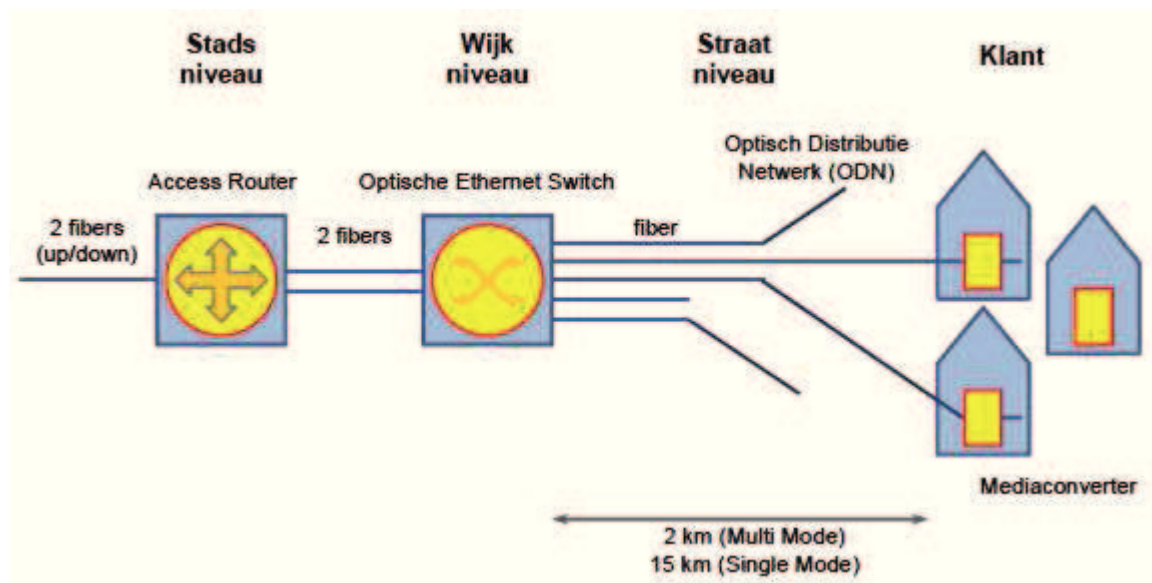 Stads
niveau
Wijk
niveau
Straat
niveau
Klant
Optisch Distributie
Netwerk (ODN)
Access Router
Optische Ethernet Switch
2 fibers
(up/down)
2 fibers
fiber
Mediaconverter
2 km (Multi Mode)
15 km (Single Mode)